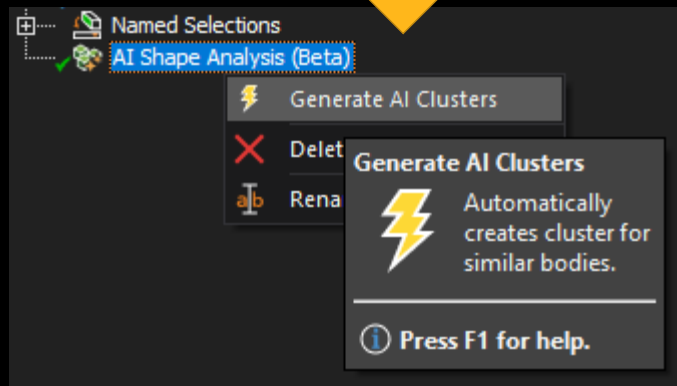 Named Selections
AI Shape Analysis (Beta)
Generate AI Clusters
Delet
Rena
Generate AI Clusters
Automatically
creates cluster for
similar bodies.
Press F1 for help.